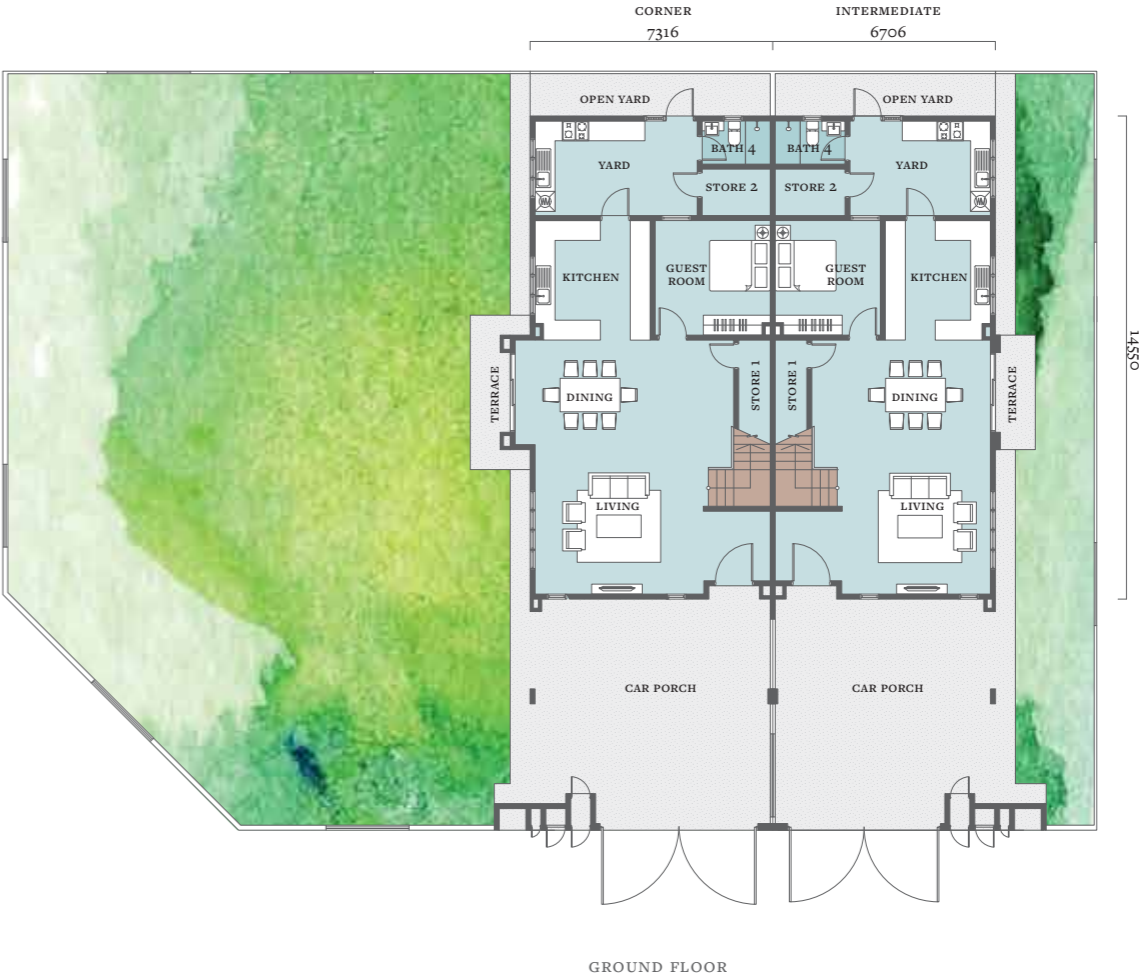 CORNER
7316
INTERMEDIATE
6706
OPEN YARD
OPEN YARD
BATH 4
BATH 4
YARD
YARD
STORE 2
STORE 2
KITCHEN
GUEST
ROOM
GUEST
ROOM
KITCHEN
14550
TERRACE
DINING
STORE 1
STORE 1
DINING
TERRACE
LIVING
LIVING
CAR PORCH
CAR PORCH
GROUND FLOOR